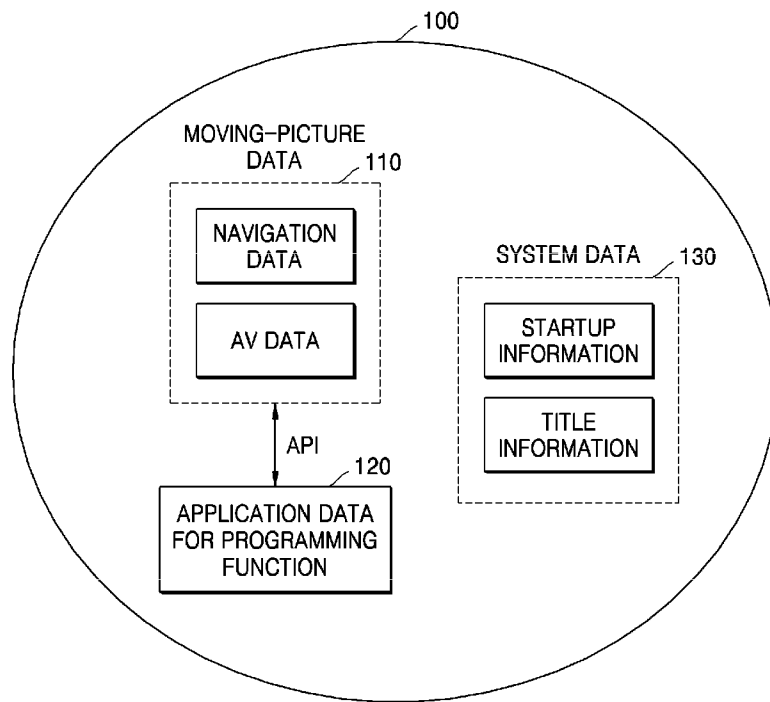 100
MOVING-PICTURE
DATA
110
NAVIGATION
DATA
AV DATA
API
120
APPLICATION DATA
FOR PROGRAMMING
FUNCTION
SYSTEM DATA
130
STARTUP
INFORMATION
TITLE
INFORMATION